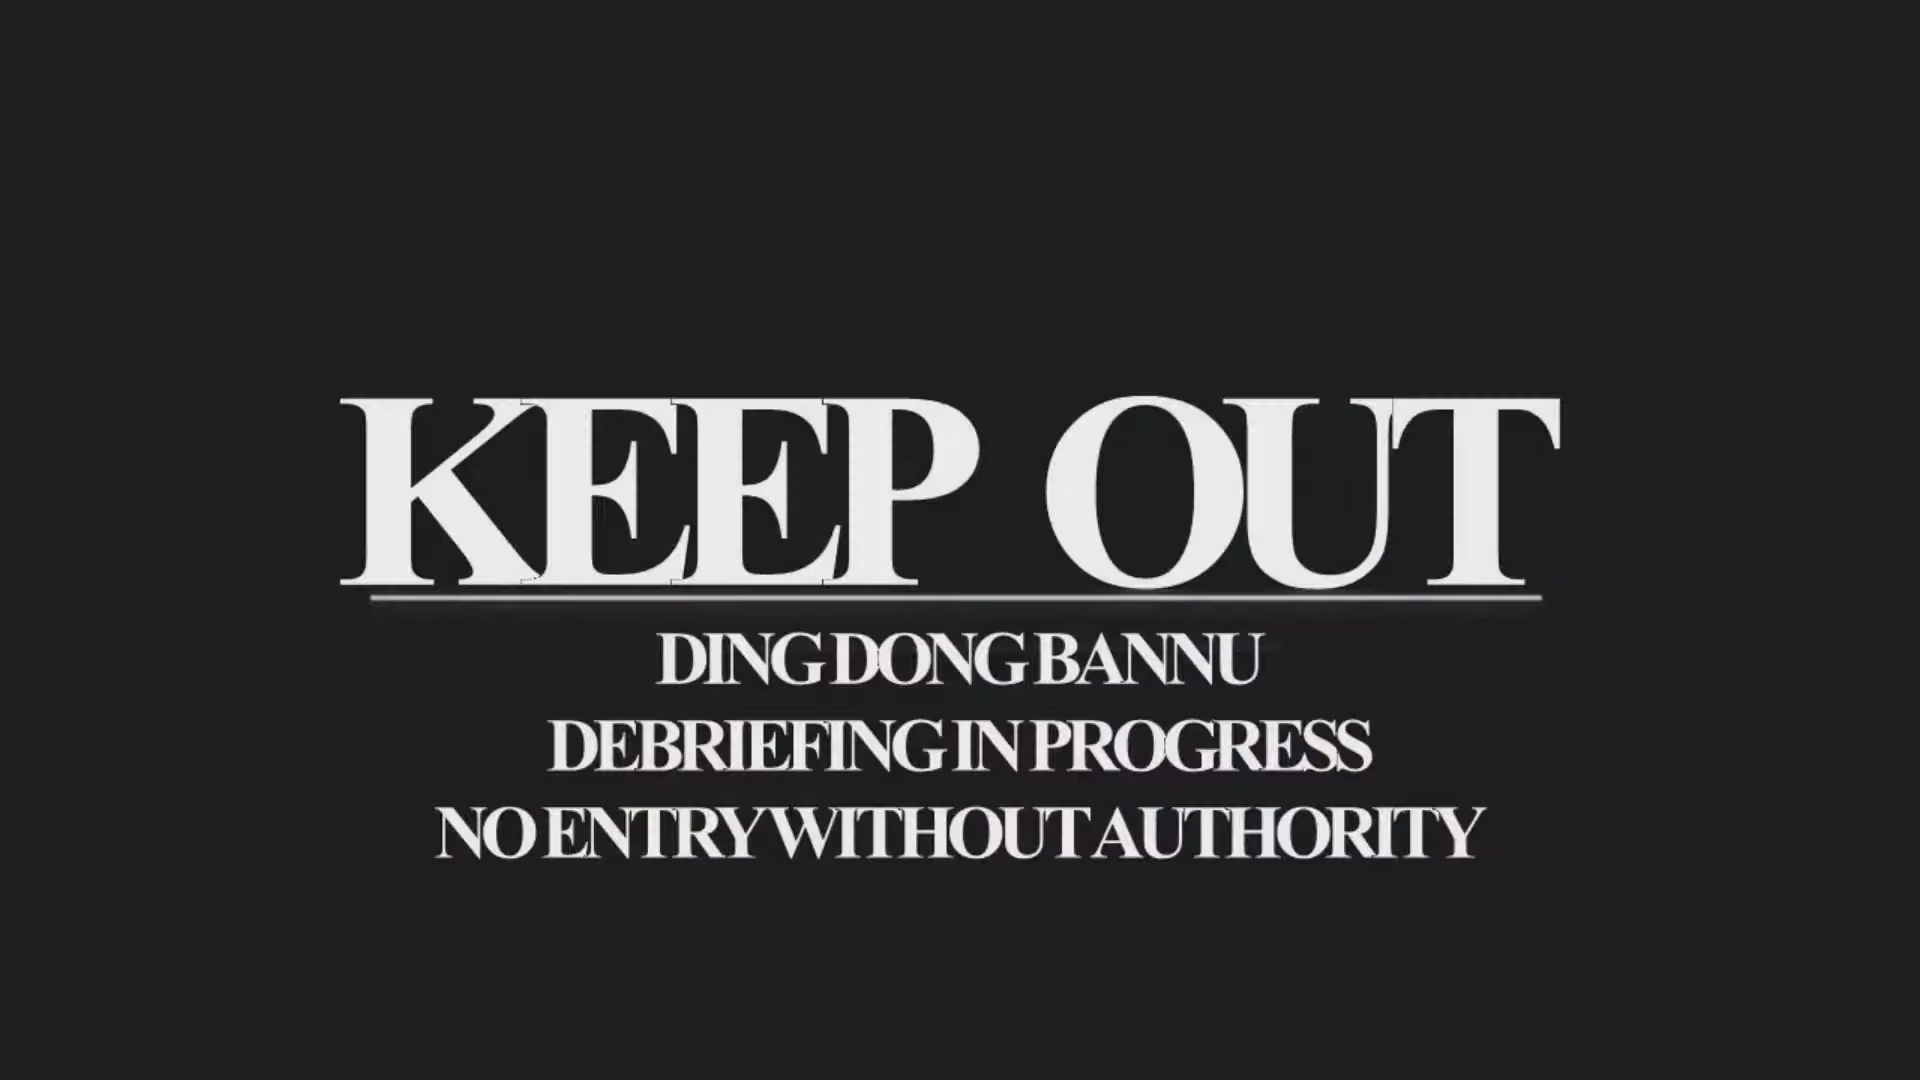 KEEP OUT
DING DONG BANNU
DEBRIEFING IN PROGRESS
NO ENTRY WITHOUT AUTHORITY